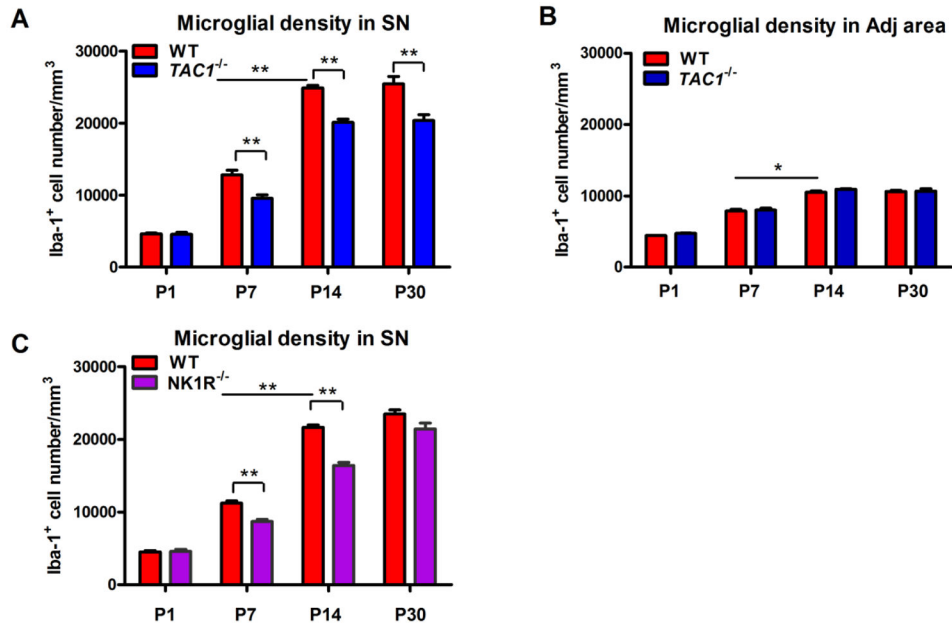 A
Microglial density in SN
30000
WT
TAC1-/-
**
**
**
**
20000
10000
0
Iba-1+ cell number/mm3
P1 P7 P14 P30
B
Microglial density in Adj area
30000
WT
TAC1-/-
20000
*
10000
0
Iba-1+ cell number/mm3
P1 P7 P14 P30
C
Microglial density in SN
30000
WT
NK1R-/-
**
**
**
20000
10000
0
Iba-1+ cell number/mm3
P1 P7 P14 P30